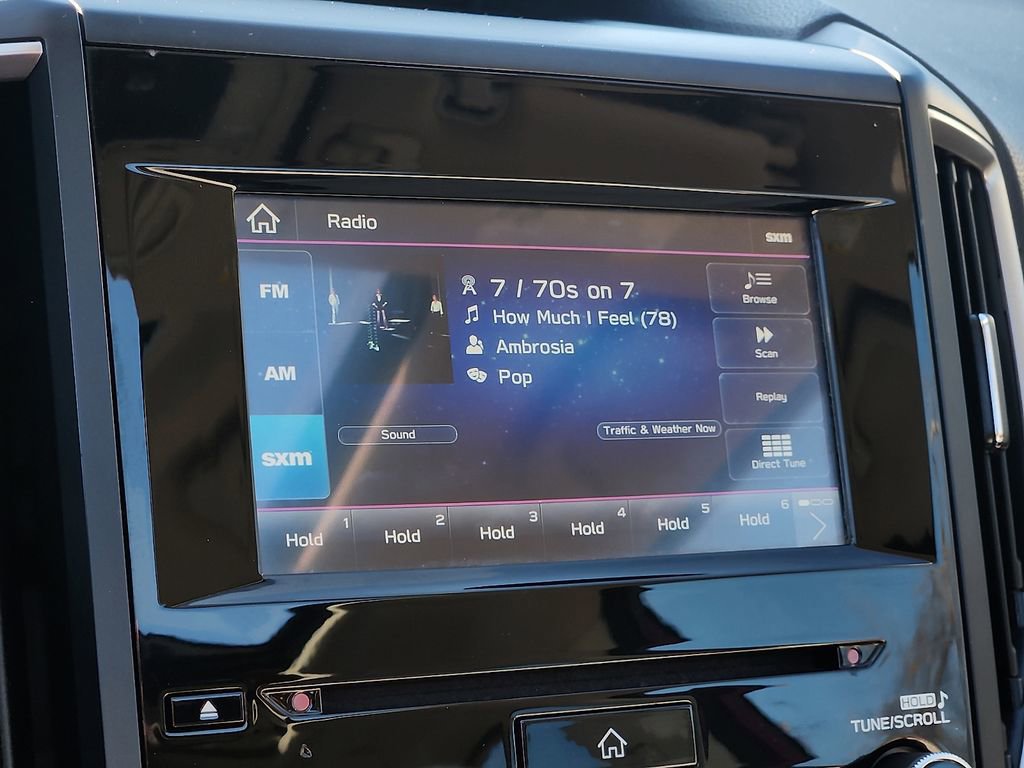 Radio
sxm
FM
AM
sxm
7 / 70s on 7
How Much I Feel (78)
Ambrosia
Pop
Sound
Traffic & Weather Now
Browse
Scan
Replay
Direct Tune
Hold 1
Hold 2
Hold 3
Hold 4
Hold 5
Hold 6
HOLD
TUNE/SCROLL